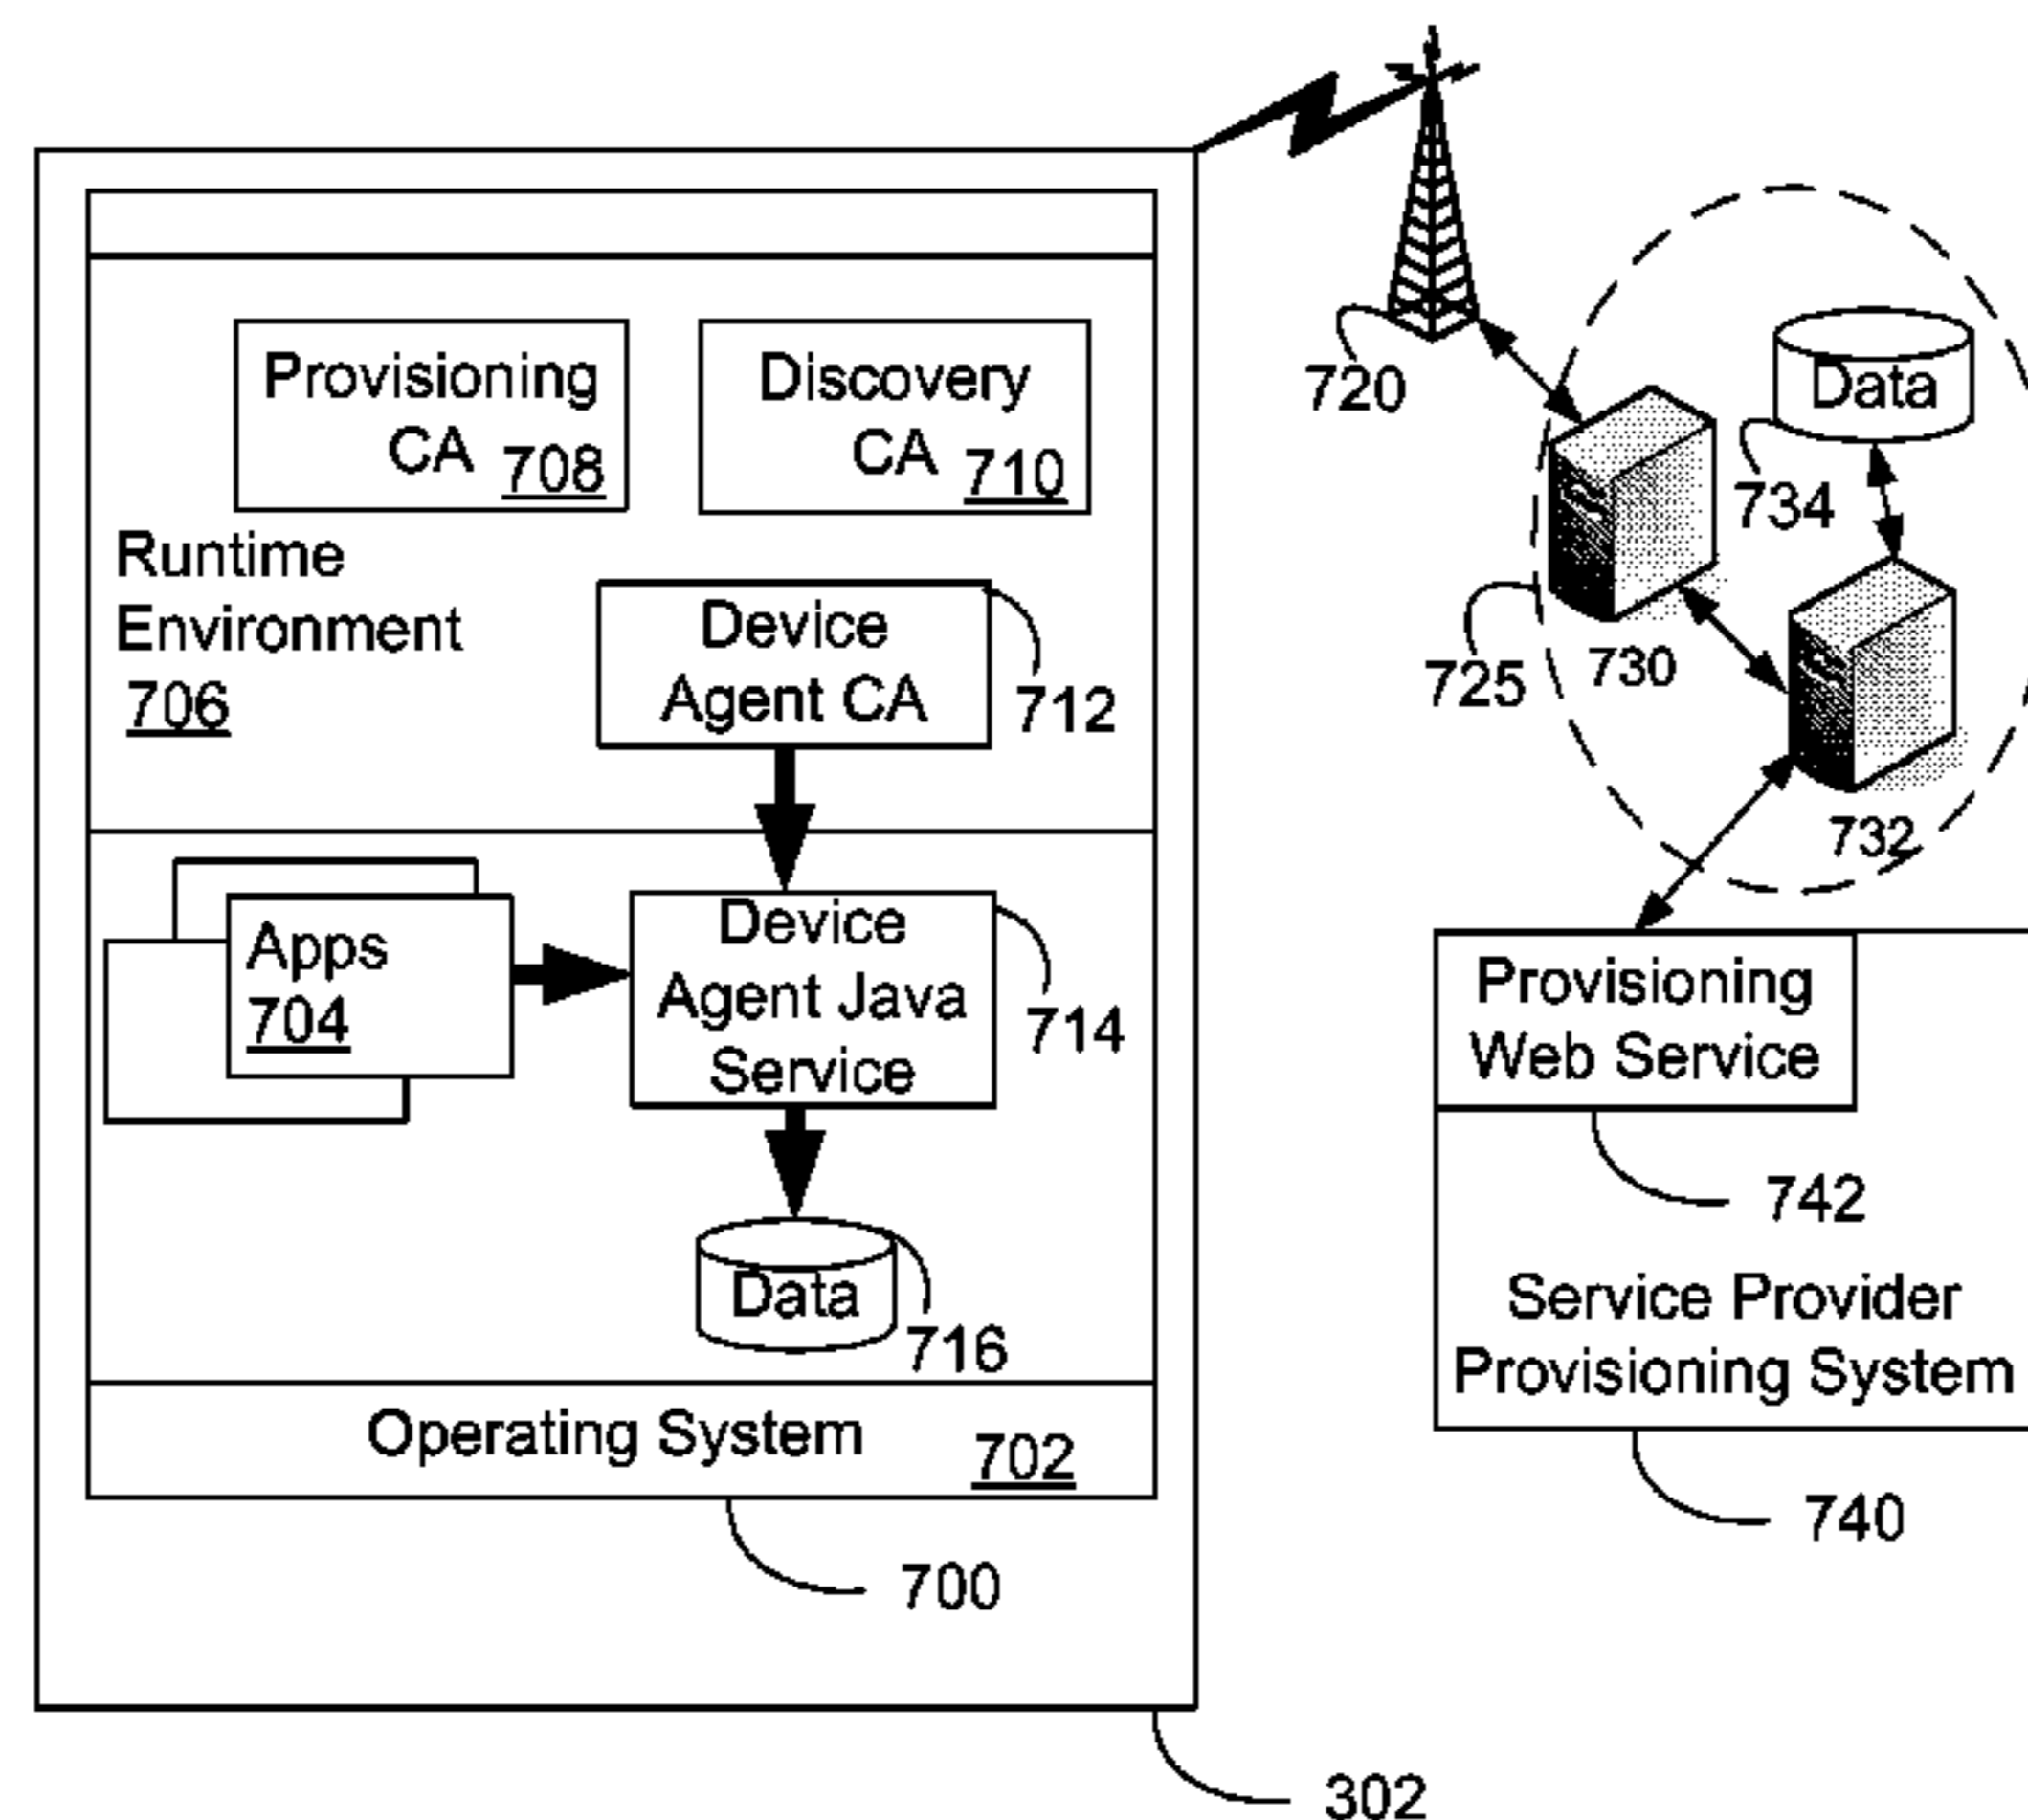 Provisioning
CA 708
Discovery
CA 710
Runtime
Environment
706
Device
Agent CA
712
Apps
704
Device
Agent Java
Service
714
Data
716
Operating System 702
700
302
720
Data
734
725
730
732
Provisioning
Web Service
742
Service Provider
Provisioning System
740